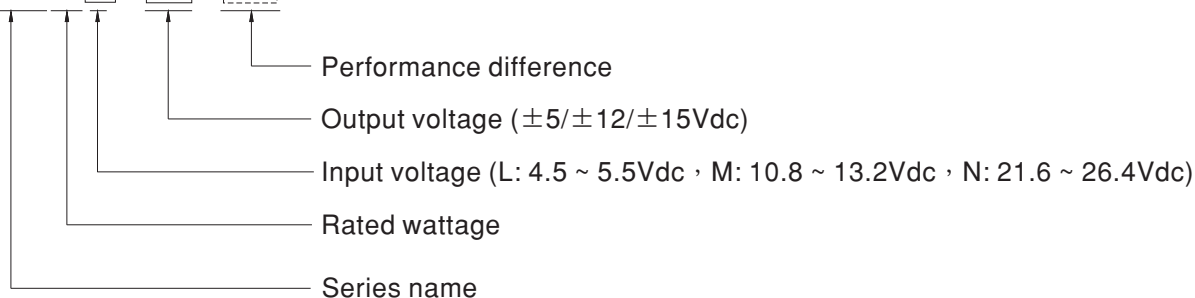 Performance difference
Output voltage (±5/±12/±15Vdc)
Input voltage (L: 4.5 ~ 5.5Vdc，M: 10.8 ~ 13.2Vdc，N: 21.6 ~ 26.4Vdc)
Rated wattage
Series name